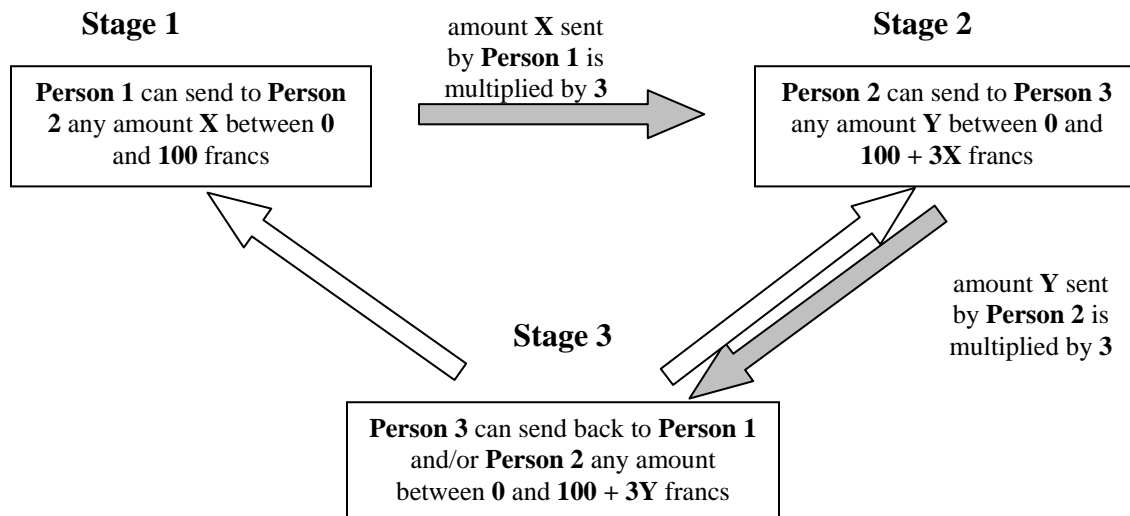 Stage 1
amount X sent
by Person 1 is
multiplied by 3
Stage 2
Person 1 can send to Person
2 any amount X between 0
and 100 francs
Person 2 can send to Person 3
any amount Y between 0 and
100 + 3X francs
amount Y sent
by Person 2 is
multiplied by 3
Stage 3
Person 3 can send back to Person 1
and/or Person 2 any amount
between 0 and 100 + 3Y francs